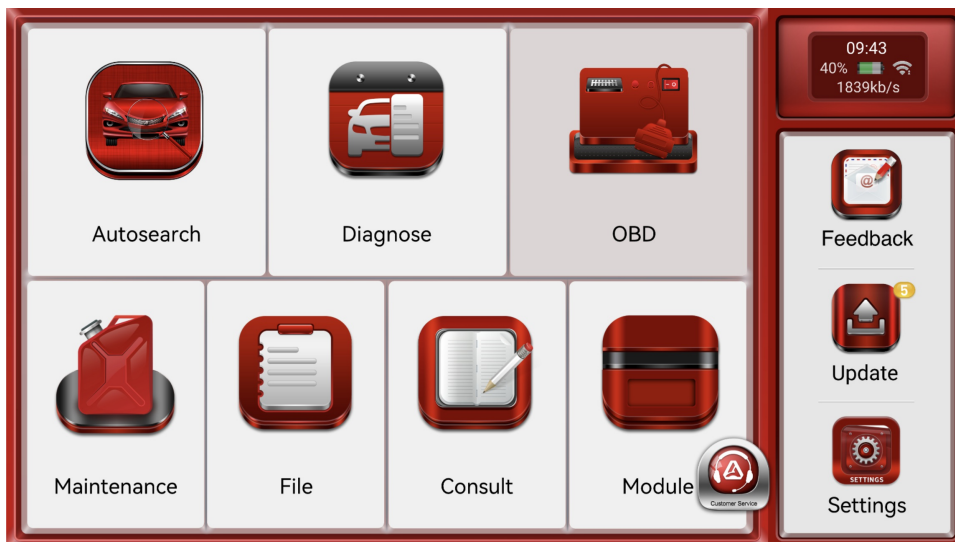 Autosearch
Diagnose
OBD
Maintenance
File
Consult
Module
Customer Service
09:43
40%
1839kb/s
@
Feedback
5
Update
SETTINGS
Settings